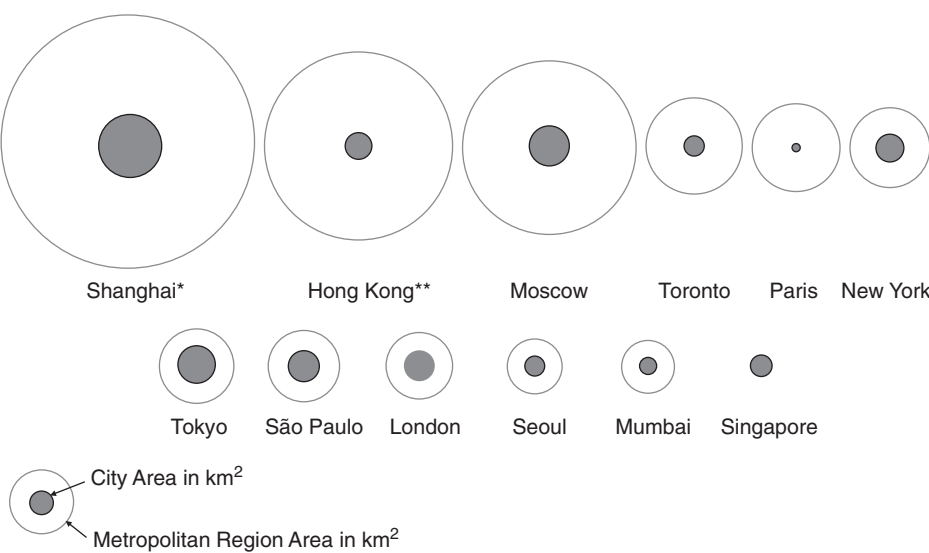 Shanghai* Hong Kong** Moscow Toronto Paris New York
Tokyo São Paulo London Seoul Mumbai Singapore
City Area in km²
Metropolitan Region Area in km²